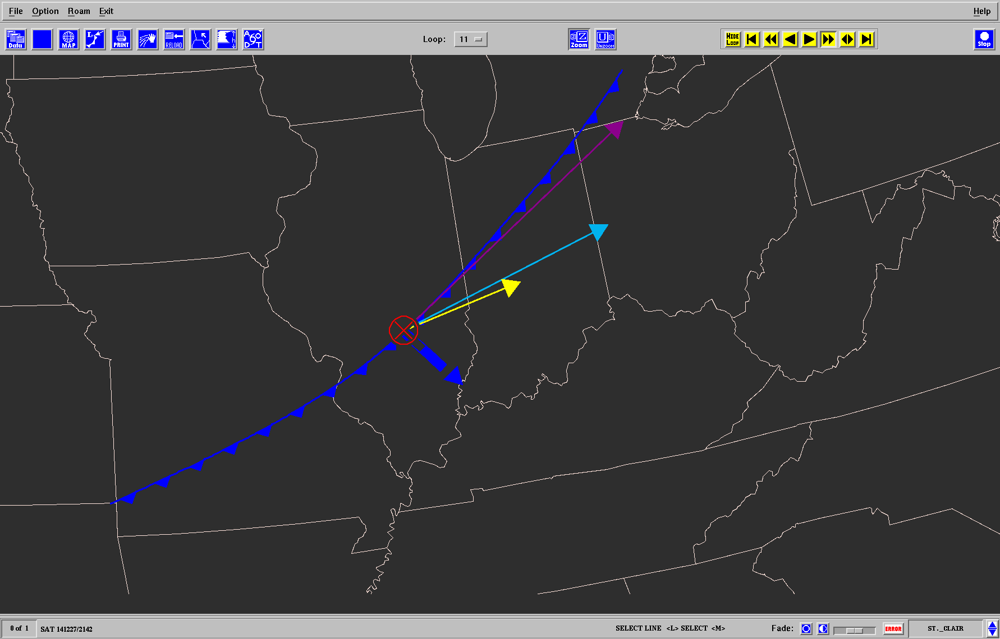 File Option Roam Exit Help
Data
MAP
L
PRINT
RELOAD
h
A G O D T
Loop: 11
Z Z Zoom
U U UNZOOM
HIDE LOOP
Stop
0 of 1 SAT 141227/2142 SELECT LINE <L> SELECT <M> Fade: ERROR ST._CLAIR